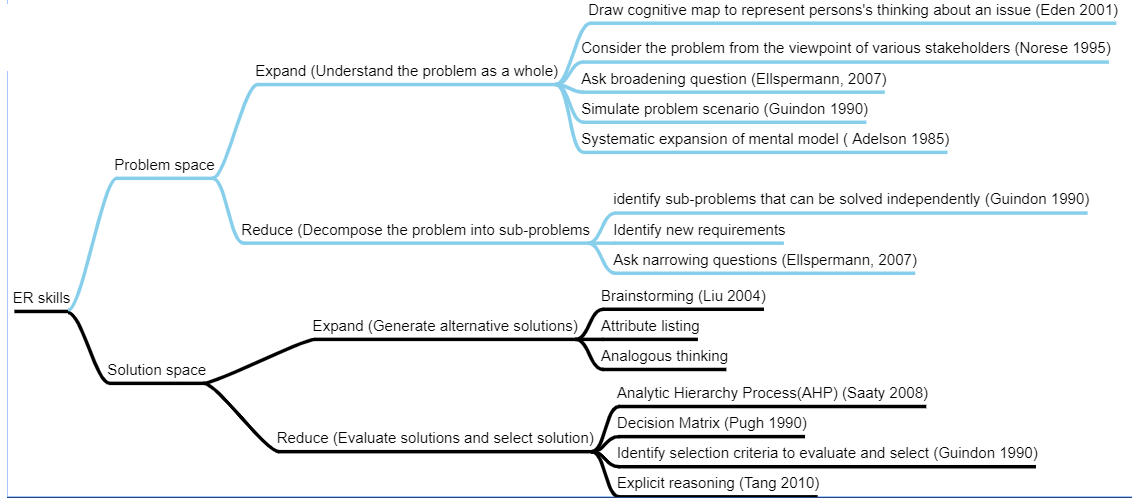 Draw cognitive map to represent persons's thinking about an issue (Eden 2001)
Consider the problem from the viewpoint of various stakeholders (Norese 1995)
Expand (Understand the problem as a whole)
Ask broadening question (Ellspermann, 2007)
Simulate problem scenario (Guindon 1990)
Systematic expansion of mental model ( Adelson 1985)
Problem space
identify sub-problems that can be solved independently (Guindon 1990)
Reduce (Decompose the problem into sub-problems
Identify new requirements
Ask narrowing questions (Ellspermann, 2007)
ER skills
Brainstorming (Liu 2004)
Expand (Generate alternative solutions)
Attribute listing
Analogous thinking
Solution space
Analytic Hierarchy Process(AHP) (Saaty 2008)
Decision Matrix (Pugh 1990)
Reduce (Evaluate solutions and select solution)
Identify selection criteria to evaluate and select (Guindon 1990)
Explicit reasoning (Tang 2010)